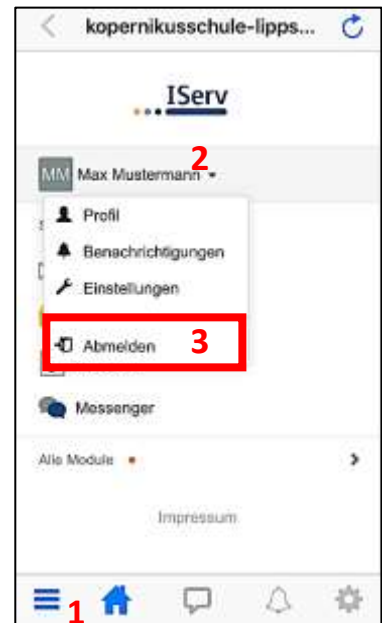 kopernikusschule-lipps...
IServ
2
MM Max Mustermann
Profil
Benachrichtigungen
Einstellungen
Abmelden 3
Messenger
Alle Module
Impressum
1